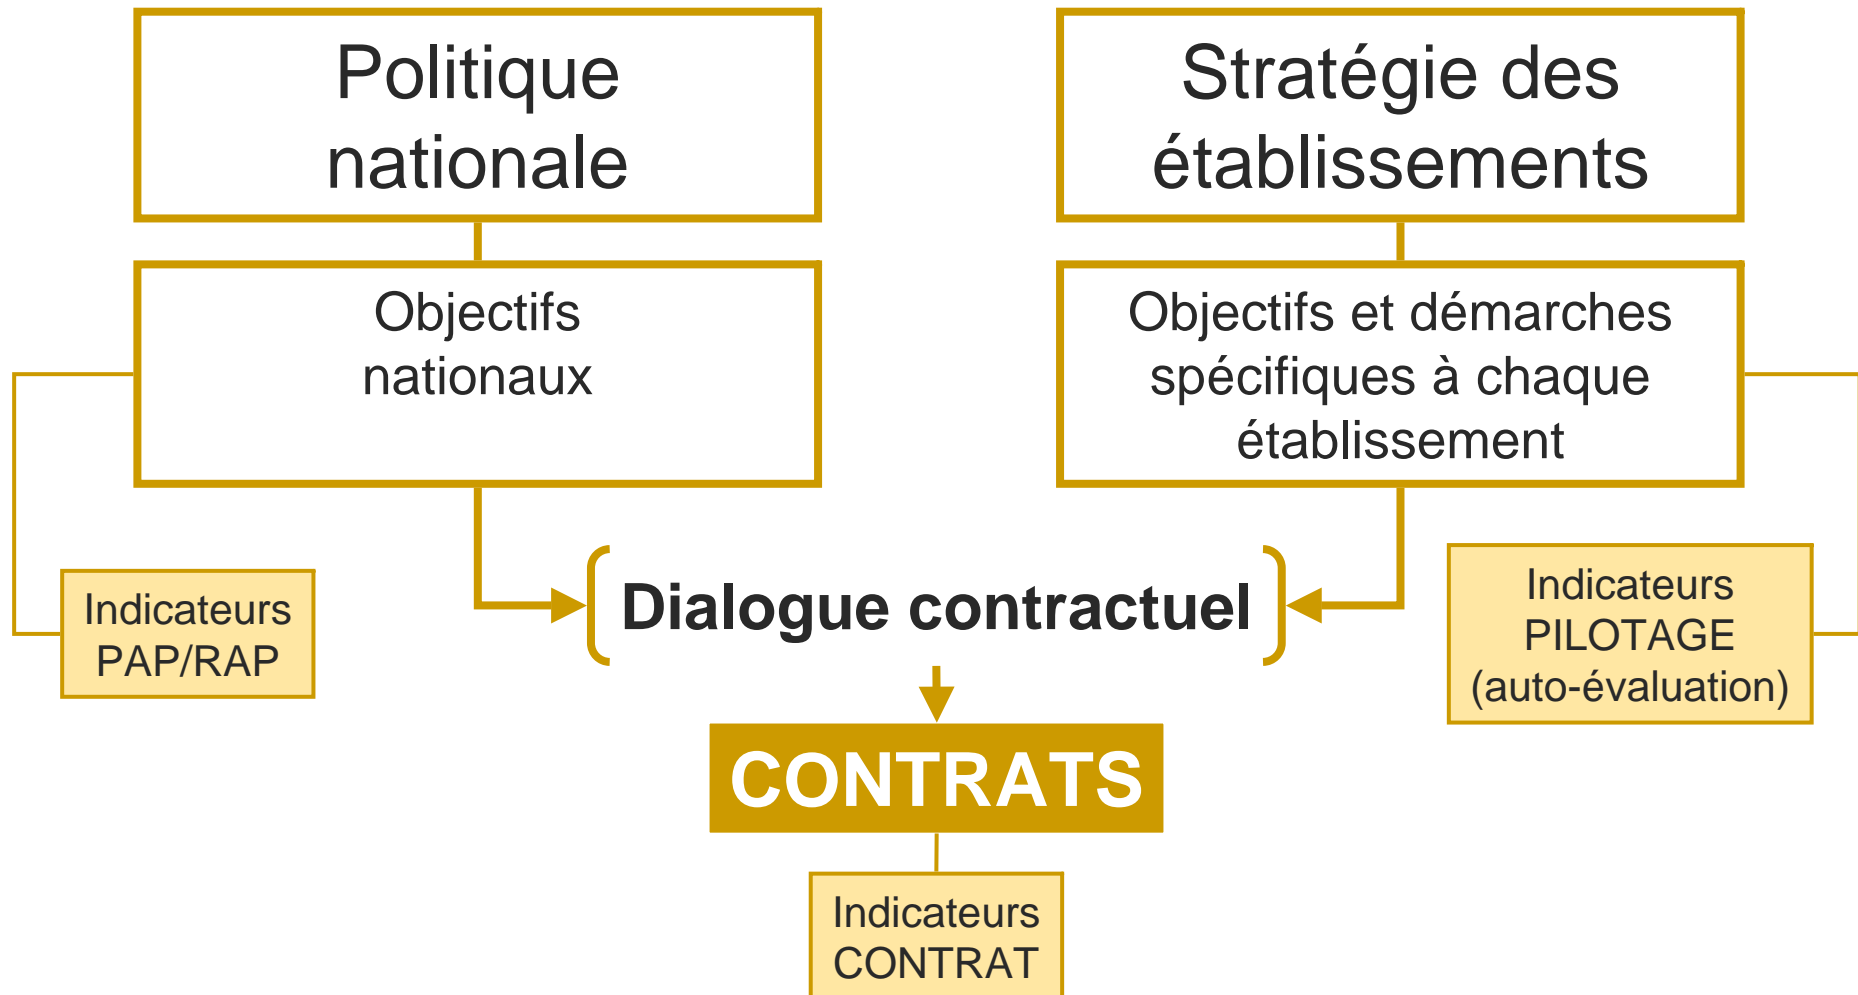 Politique
nationale
Stratégie des
établissements
Objectifs
nationaux
Objectifs et démarches
spécifiques à chaque
établissement
Indicateurs
PAP/RAP
Dialogue contractuel
Indicateurs
PILOTAGE
(auto-évaluation)
CONTRATS
Indicateurs
CONTRAT